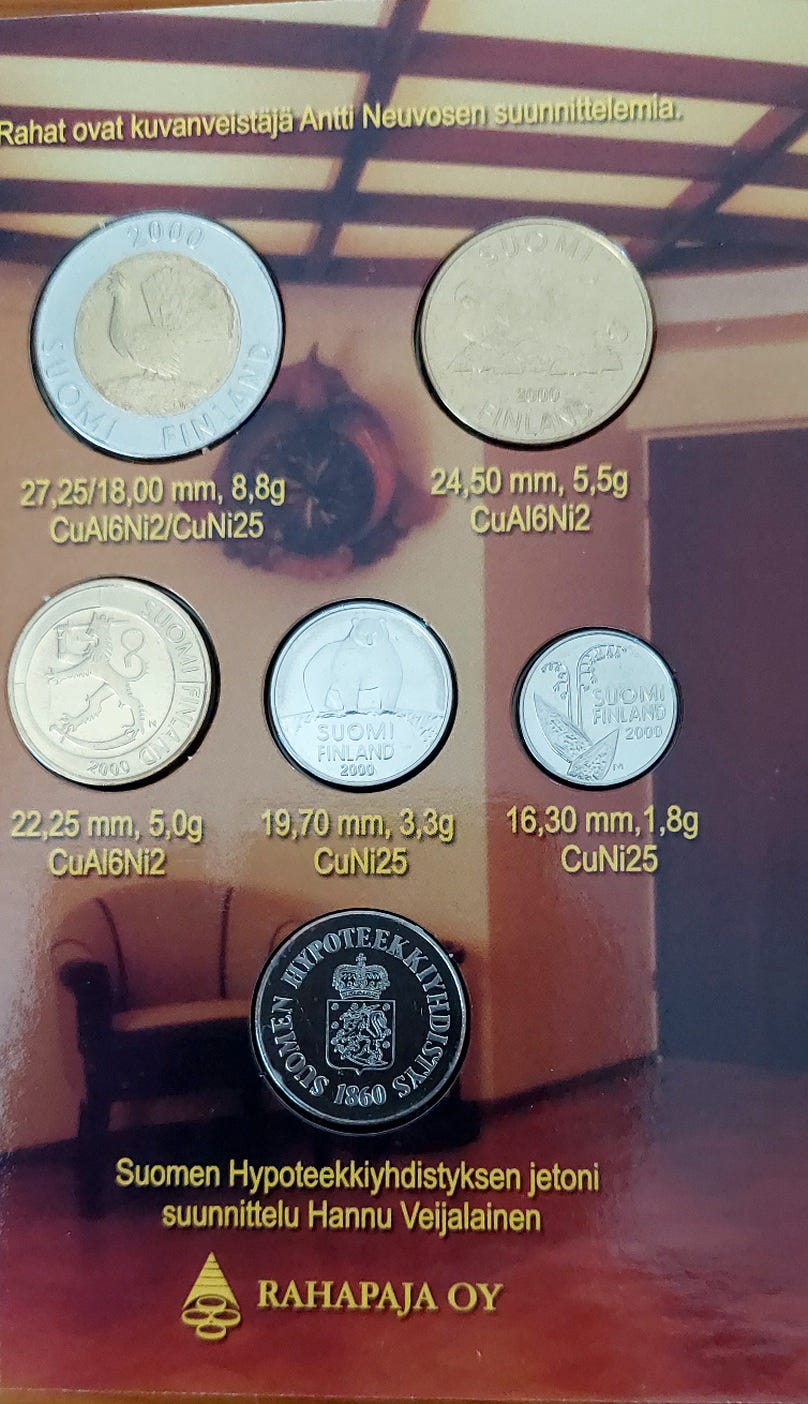 Rahat ovat kuvanveistäjä Antti Neuvosen suunnittelemia.
2000
SUOMI FINLAND
SUOMI
2000
FINLAND
27,25/18,00 mm, 8,8g
CuAl6Ni2/CuNi25
24,50 mm, 5,5g
CuAl6Ni2
SUOMI FINLAND
N
2000
SUOMI
FINLAND
2000
SUOMI
FINLAND
2000
M
22,25 mm, 5,0g
CuAl6Ni2
19,70 mm, 3,3g
CuNi25
16,30 mm,1,8g
CuNi25
SUOMEN HYPOTEEKKIYHDISTYS
1860
Suomen Hypoteekkiyhdistyksen jetoni
suunnittelu Hannu Veijalainen
RAHAPAJA OY